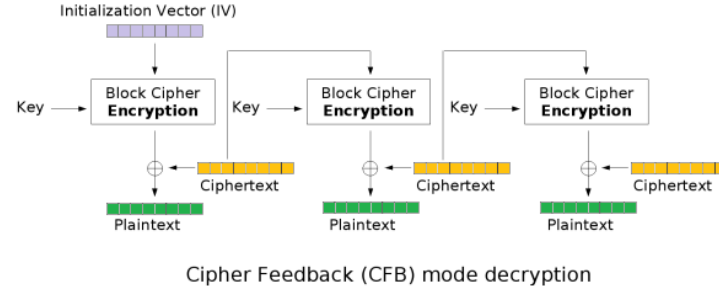 Initialization Vector (IV)
Block Cipher
Encryption
Block Cipher
Encryption
Block Cipher
Encryption
Key
Key
Key
Ciphertext
Ciphertext
Ciphertext
Plaintext
Plaintext
Plaintext
Cipher Feedback (CFB) mode decryption